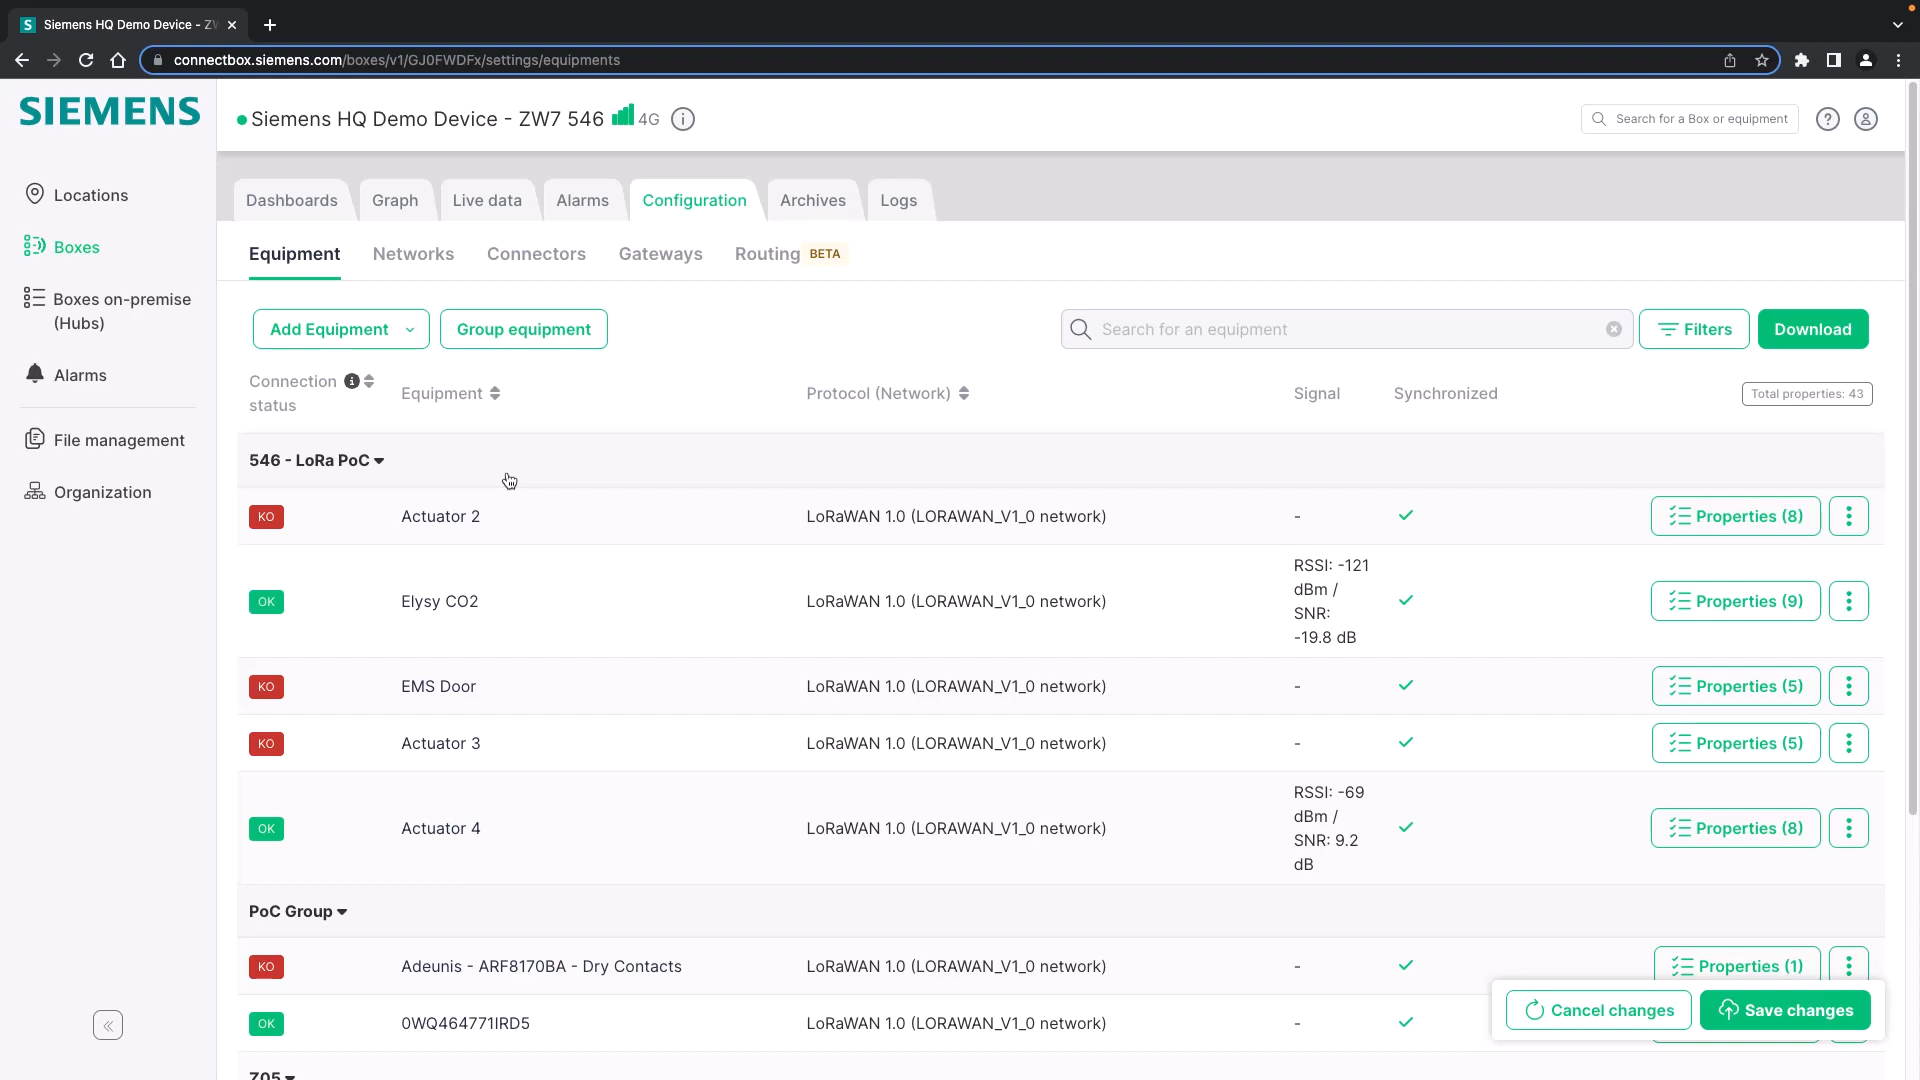 Siemens HQ Demo Device - ZW
connectbox.siemens.com/boxes/v1/GJ0FWDFx/settings/equipments
SIEMENS
Siemens HQ Demo Device - ZW7 546 4G
Search for a Box or equipment
Locations
Boxes
Boxes on-premise
(Hubs)
Alarms
File management
Organization
Dashboards Graph Live data Alarms Configuration Archives Logs
Equipment Networks Connectors Gateways Routing BETA
Add Equipment Group equipment Search for an equipment Filters Download
Connection
status
Equipment Protocol (Network) Signal Synchronized Total properties: 43
546 - LoRa PoC
KO Actuator 2 LoRaWAN 1.0 (LORAWAN_V1_0 network) - Properties (8)
OK Elysy CO2 LoRaWAN 1.0 (LORAWAN_V1_0 network)
RSSI: -121
dBm /
SNR:
-19.8 dB
Properties (9)
KO EMS Door LoRaWAN 1.0 (LORAWAN_V1_0 network) - Properties (5)
KO Actuator 3 LoRaWAN 1.0 (LORAWAN_V1_0 network) - Properties (5)
OK Actuator 4 LoRaWAN 1.0 (LORAWAN_V1_0 network)
RSSI: -69
dBm /
SNR: 9.2
dB
Properties (8)
PoC Group
KO Adeunis - ARF8170BA - Dry Contacts LoRaWAN 1.0 (LORAWAN_V1_0 network) - Properties (1)
OK 0WQ464771IRD5 LoRaWAN 1.0 (LORAWAN_V1_0 network) -
Cancel changes Save changes
Z05